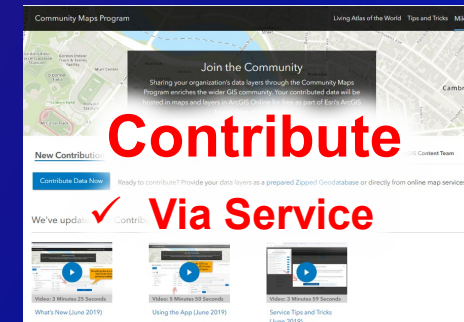 Community Maps Program
Living Atlas of the World Tips and Tricks
Join the Community
Sharing your organization's data layers through the Community Maps
Program enriches the wider GIS community. Your contributed data will be
hosted in maps and layers in ArcGIS Online for free as part of Esri's ArcGIS
Contribute
New Contribution
Content Team
Contribute Data Now
Ready to contribute? Provide your data layers as a prepared Zipped Geodatabase or directly from online map services
We've upda
Contrib
✓ Via Service
Video: 3 Minutes 25 Seconds
Video: 5 Minutes 50 Seconds
Video: 3 Minutes 59 Seconds
What's New (June 2019)
Using the App (June 2019)
Service Tips and Tricks
(June 2019)